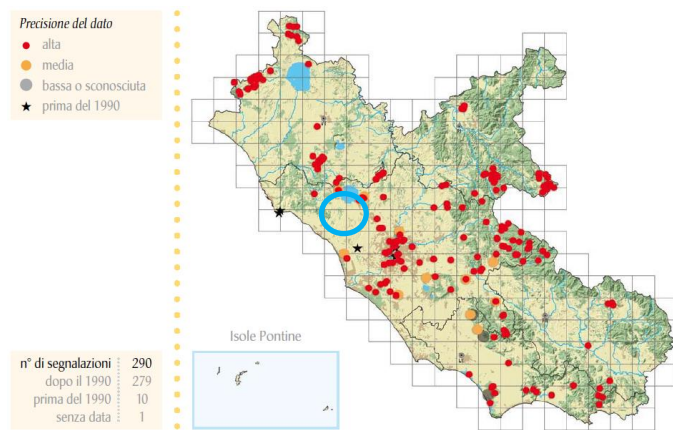 Precisione del dato
alta
media
bassa o sconosciuta
prima del 1990
Isole Pontine
n° di segnalazioni 290
dopo il 1990 279
prima del 1990 10
senza data 1